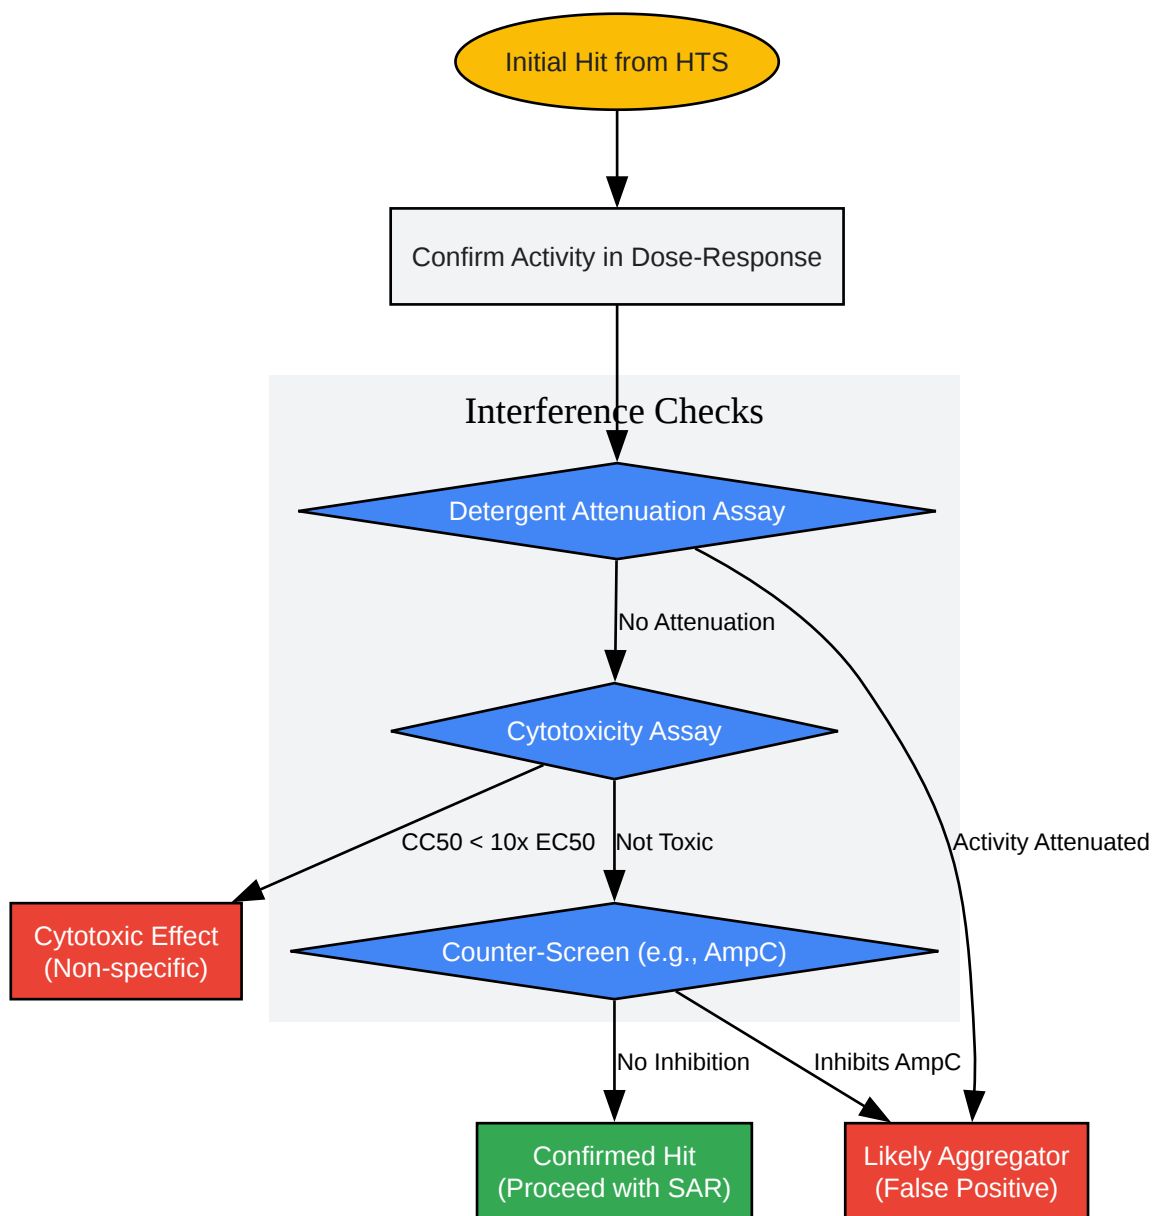 Initial Hit from HTS
Confirm Activity in Dose-Response
Interference Checks
Detergent Attenuation Assay
No Attenuation
Cytotoxicity Assay
CC50 < 10x EC50
Not Toxic
Activity Attenuated
Cytotoxic Effect
(Non-specific)
Counter-Screen (e.g., AmpC)
No Inhibition
Inhibits AmpC
Confirmed Hit
(Proceed with SAR)
Likely Aggregator
(False Positive)